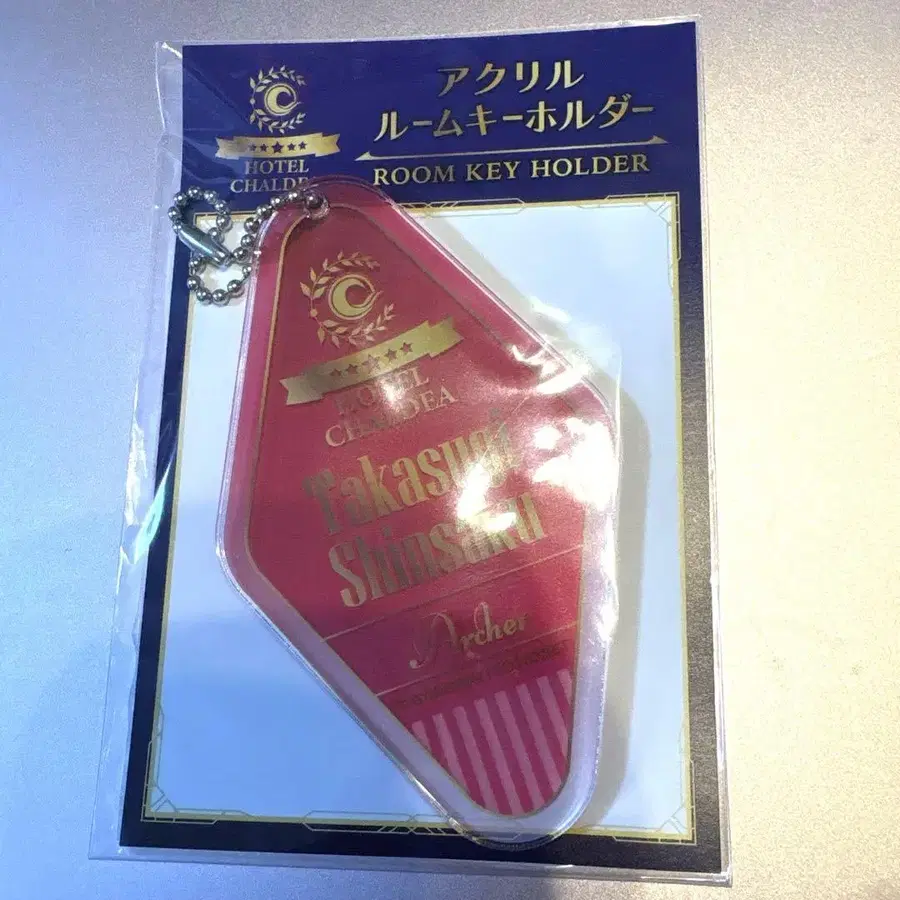 HOTEL
CHALDE
アクリル
ルームキーホルダー
ROOM KEY HOLDER
HOTEL
CHALDEA
Takasugi
Shinsaku
Archer